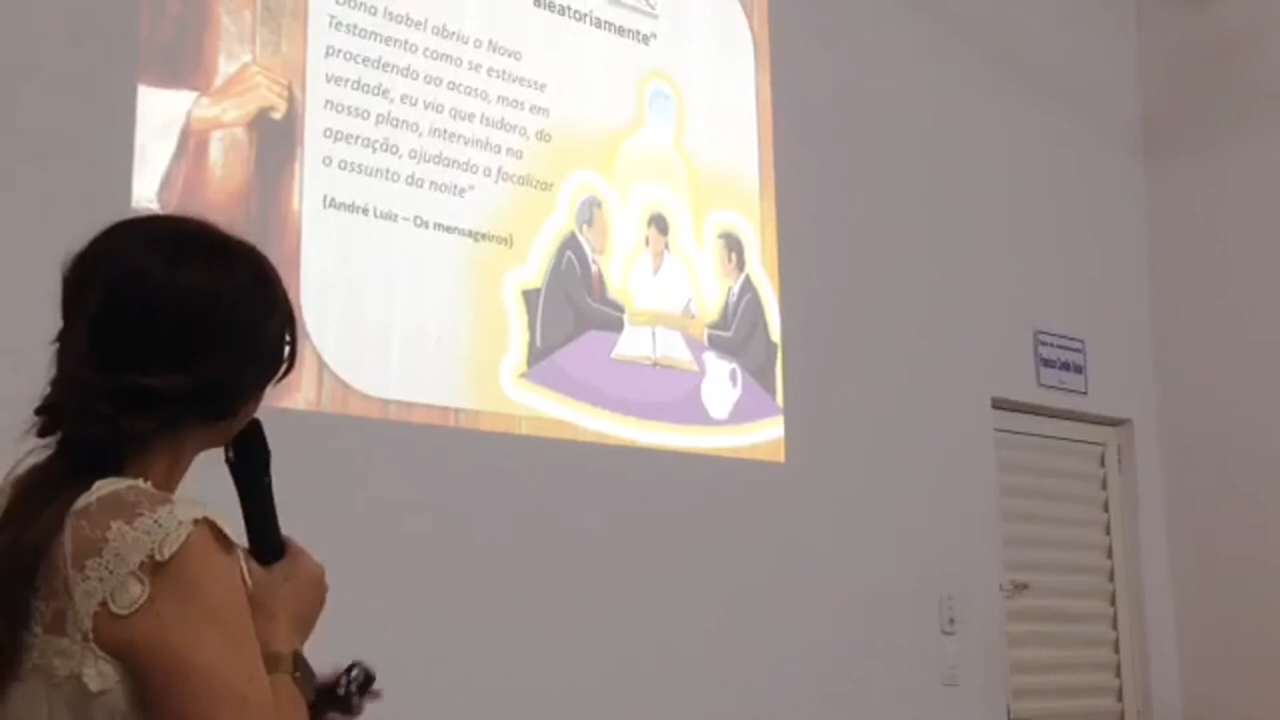 aleatoriamente"
Dona Isabel abriu o Novo
Testamento como se estivesse
procedendo ao acaso, mas em
verdade, eu via que Isidoro, do
nosso plano, intervinha na
operação, ajudando a focalizar
o assunto da noite"
(André Luiz – Os mensageiros)